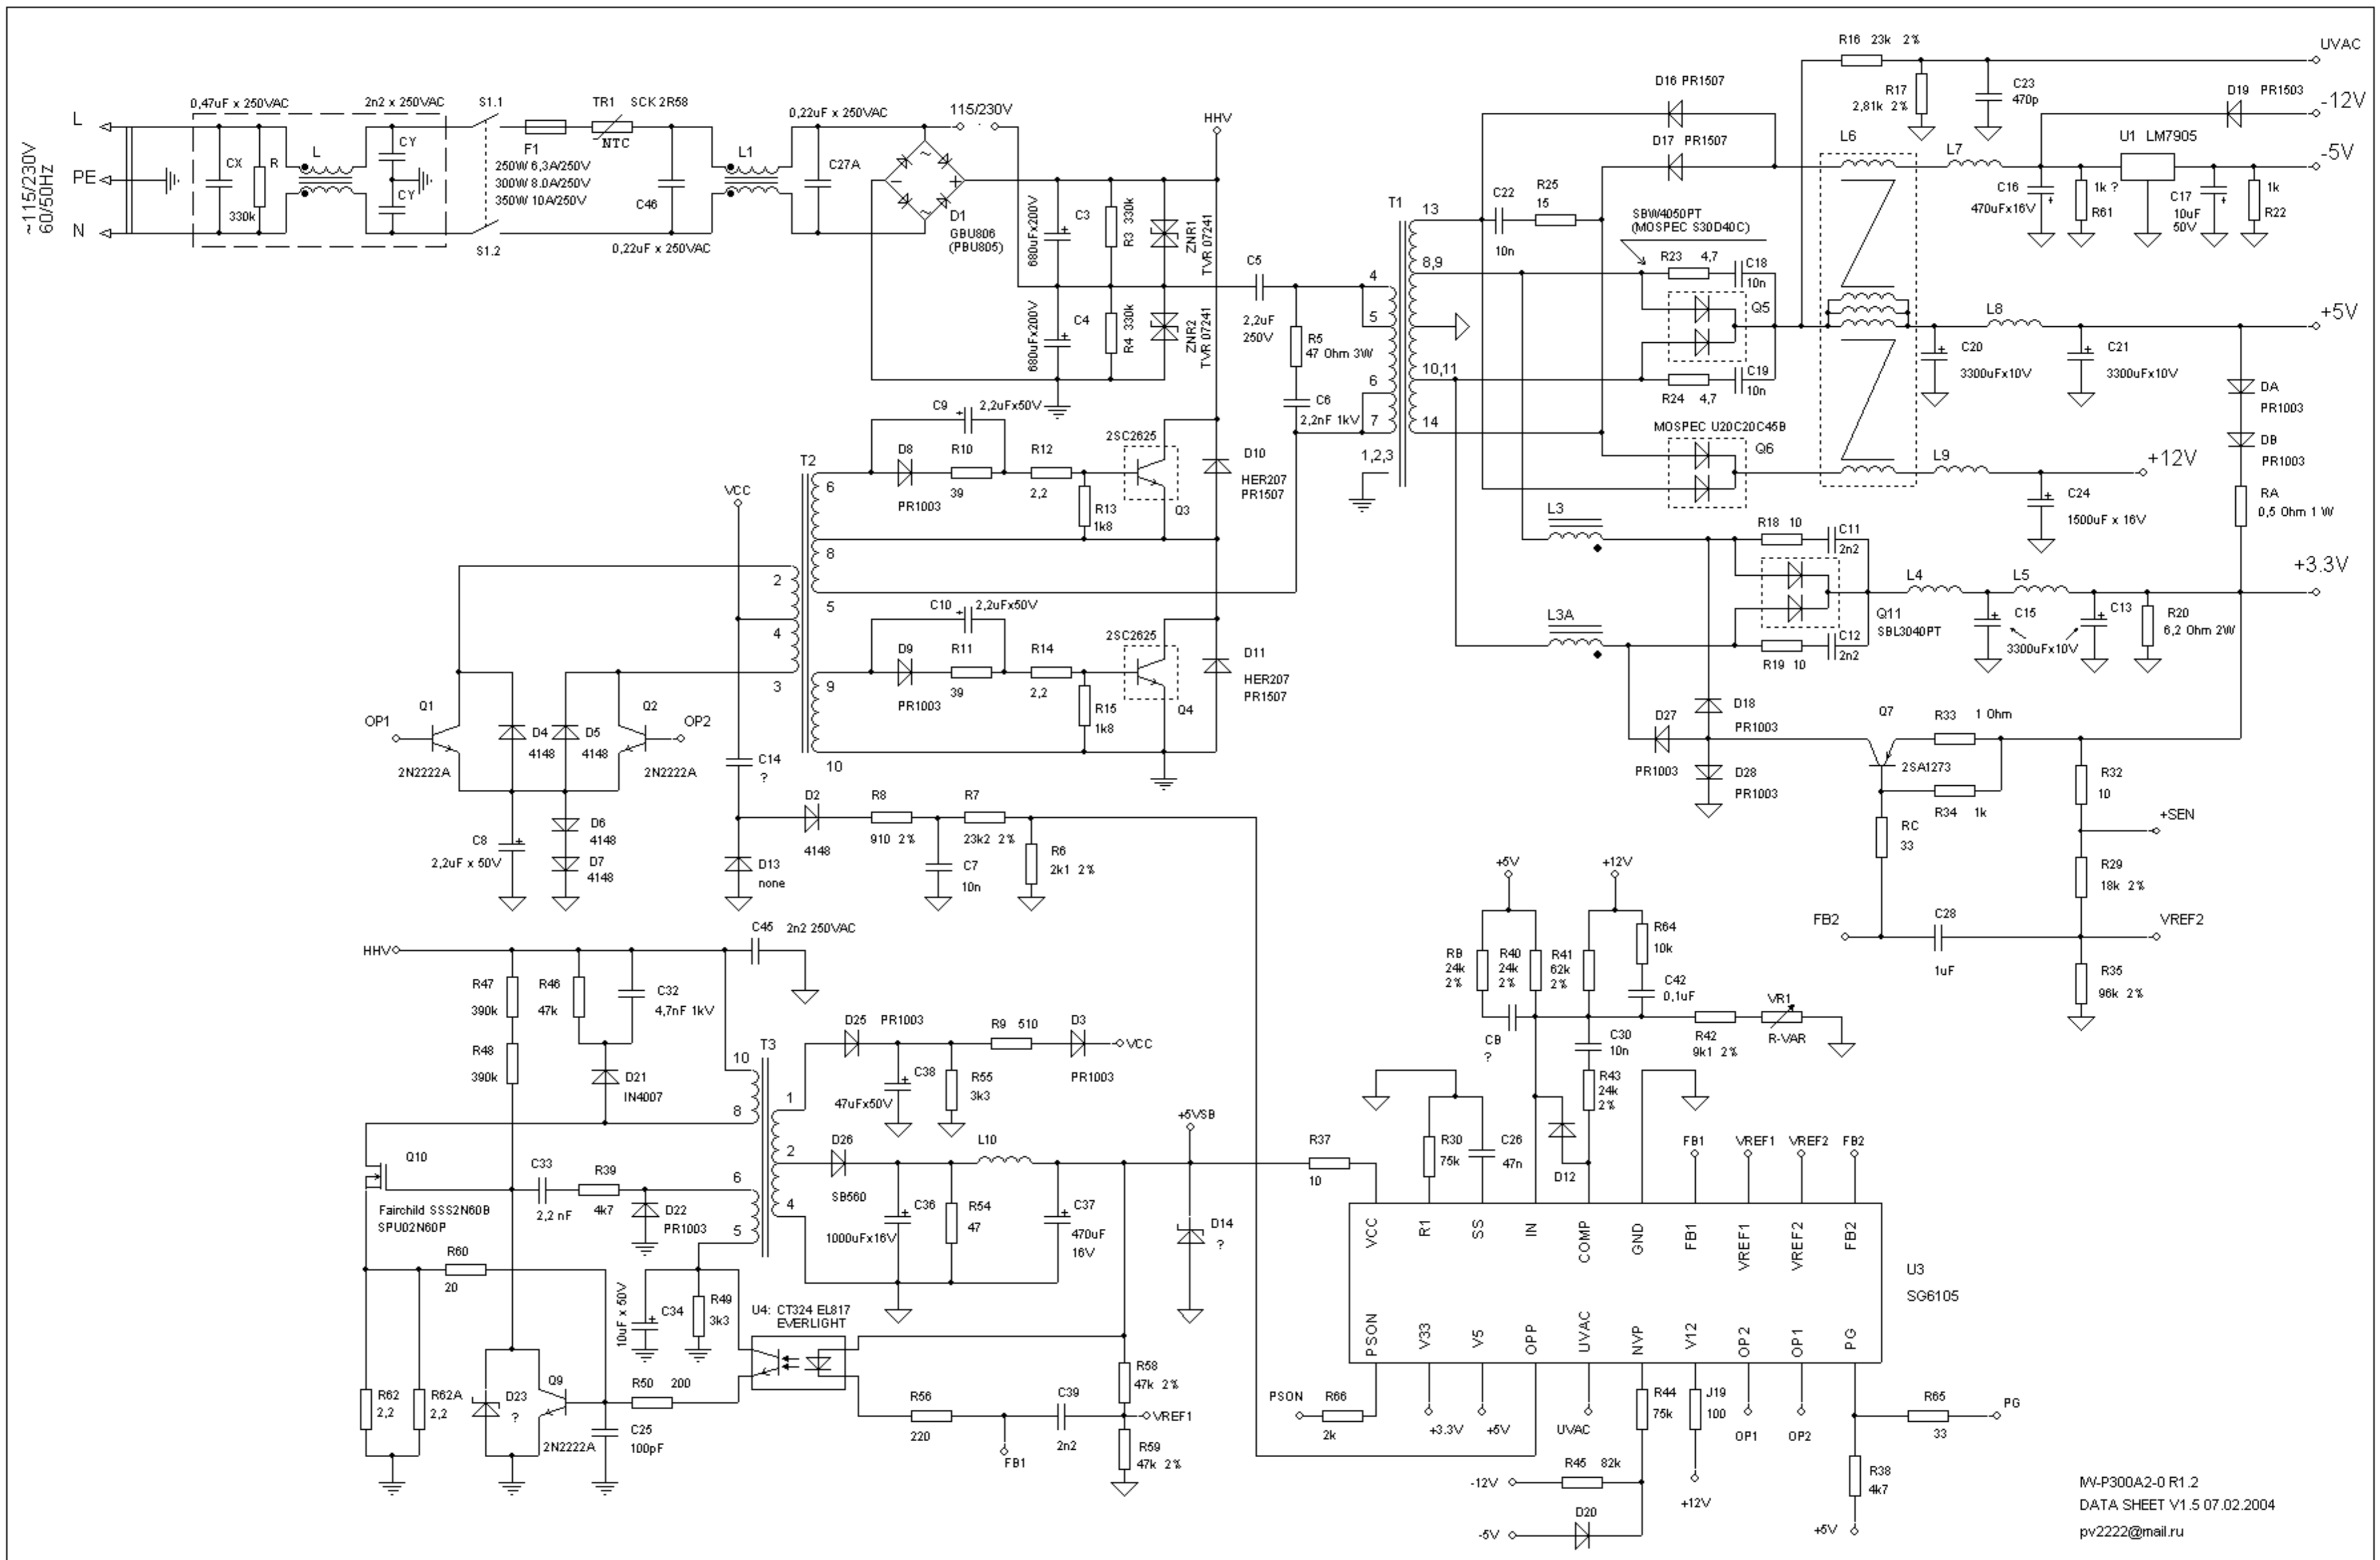 ~115/230V
60/50Hz
L
PE
N
0,47uF x 250VAC
CX
R
330k
L
2n2 x 250VAC
CY
CY
S1.1
S1.2
F1
250W 6,3A/250V
300W 8.0A/250V
350W 10A/250V
TR1
SCK 2R58
NTC
C46
0,22uF x 250VAC
L1
0,22uF x 250VAC
C27A
115/230V
D1
GBU806
(PBU805)
680uFx200V
C3
R3 330k
ZNR1
TVR 07241
HHV
680uFx200V
C4
R4 330k
ZNR2
TVR 07241
C5
2,2uF
250V
R5
47 Ohm 3W
C6
2,2nF 1kV
T1
4
5
6
7
1,2,3
13
8,9
10,11
14
D16 PR1507
D17 PR1507
C22
10n
R25
15
SBW4050PT
(MOSPEC S30D40C)
R23 4,7
C18
10n
Q5
R24 4,7
C19
10n
MOSPEC U20C20C45B
Q6
R16 23k 2%
R17
2,81k 2%
C23
470p
UVAC
D19 PR1503
-12V
U1 LM7905
-5V
L6
L7
C16
470uFx16V
1k ?
R61
C17
10uF
50V
1k
R22
L8
+5V
C20
3300uFx10V
C21
3300uFx10V
DA
PR1003
DB
PR1003
RA
0,5 Ohm 1 W
L9
+12V
C24
1500uF x 16V
+3.3V
L3
L3A
R18 10
C11
2n2
Q11
SBL3040PT
R19 10
C12
2n2
L4
L5
C15
C13
3300uFx10V
R20
6,2 Ohm 2W
D27
PR1003
D18
PR1003
D28
PR1003
Q7
2SA1273
R33 1 Ohm
R34 1k
RC
33
R32
10
+SEN
R29
18k 2%
FB2
C28
1uF
VREF2
R35
96k 2%
C9
2,2uFx50V
D8
PR1003
R10
39
R12
2,2
R13
1k8
2SC2625
Q3
D10
HER207
PR1507
T2
6
8
5
9
10
2
4
3
VCC
C10
2,2uFx50V
D9
PR1003
R11
39
R14
2,2
R15
1k8
2SC2625
Q4
D11
HER207
PR1507
OP1
Q1
2N2222A
D4
4148
D5
4148
Q2
2N2222A
OP2
C8
2,2uF x 50V
D6
4148
D7
4148
C14
?
D13
none
D2
4148
R8
910 2%
C7
10n
R7
23k2 2%
R6
2k1 2%
C45
2n2 250VAC
HHV
R47
390k
R48
390k
R46
47k
C32
4,7nF 1kV
D21
IN4007
T3
10
8
6
5
1
2
4
D25 PR1003
C38
47uFx50V
R55
3k3
R9 510
D3
PR1003
VCC
D26
SB560
C36
1000uFx16V
R54
47
L10
C37
470uF
16V
+5VSB
D14
?
Q10
Fairchild SSS2N60B
SPU02N60P
C33
2,2 nF
R39
4k7
D22
PR1003
R60
20
10uF x 50V
C34
R49
3k3
U4: CT324 EL817
EVERLIGHT
R62
2,2
R62A
2,2
D23
?
Q9
2N2222A
R50 200
C25
100pF
R56
220
FB1
C39
2n2
R58
47k 2%
VREF1
R59
47k 2%
R37
10
+5V
+12V
RB
24k
2%
R40
24k
2%
R41
62k
2%
R64
10k
C42
0,1uF
CB
?
C30
10n
R43
24k
2%
R42
9k1 2%
VR1
R-VAR
R30
75k
C26
47n
D12
FB1
VREF1
VREF2
FB2
VCC
R1
SS
IN
COMP
GND
FB1
VREF1
VREF2
FB2
U3
SG6105
PSON
V33
V5
OPP
UVAC
NVP
V12
OP2
OP1
PG
PSON
R66
2k
+3.3V
+5V
UVAC
R44
75k
J19
100
OP1
OP2
R65
33
PG
-12V
R45 82k
-5V
D20
+12V
R38
4k7
+5V
IW-P300A2-0 R1.2
DATA SHEET V1.5 07.02.2004
pv2222@mail.ru